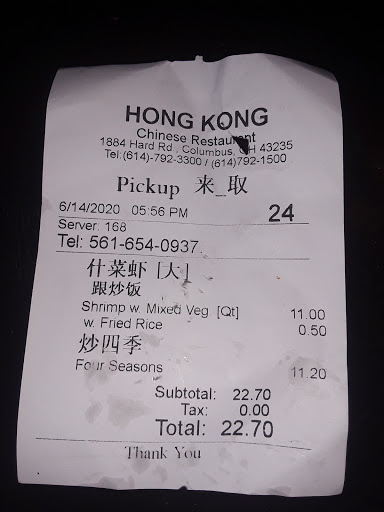 HONG KONG
Chinese Restaurant
1884 Hard Rd , Columbus, OH 43235
Tel:(614)-792-3300 / (614)792-1500
Pickup 来_取
6/14/2020 05:56 PM 24
Server: 168
Tel: 561-654-0937
什菜虾 [大]
跟炒饭
Shrimp w. Mixed Veg. [Qt] 11.00
w. Fried Rice 0.50
炒四季
Four Seasons 11.20
Subtotal: 22.70
Tax: 0.00
Total: 22.70
Thank You